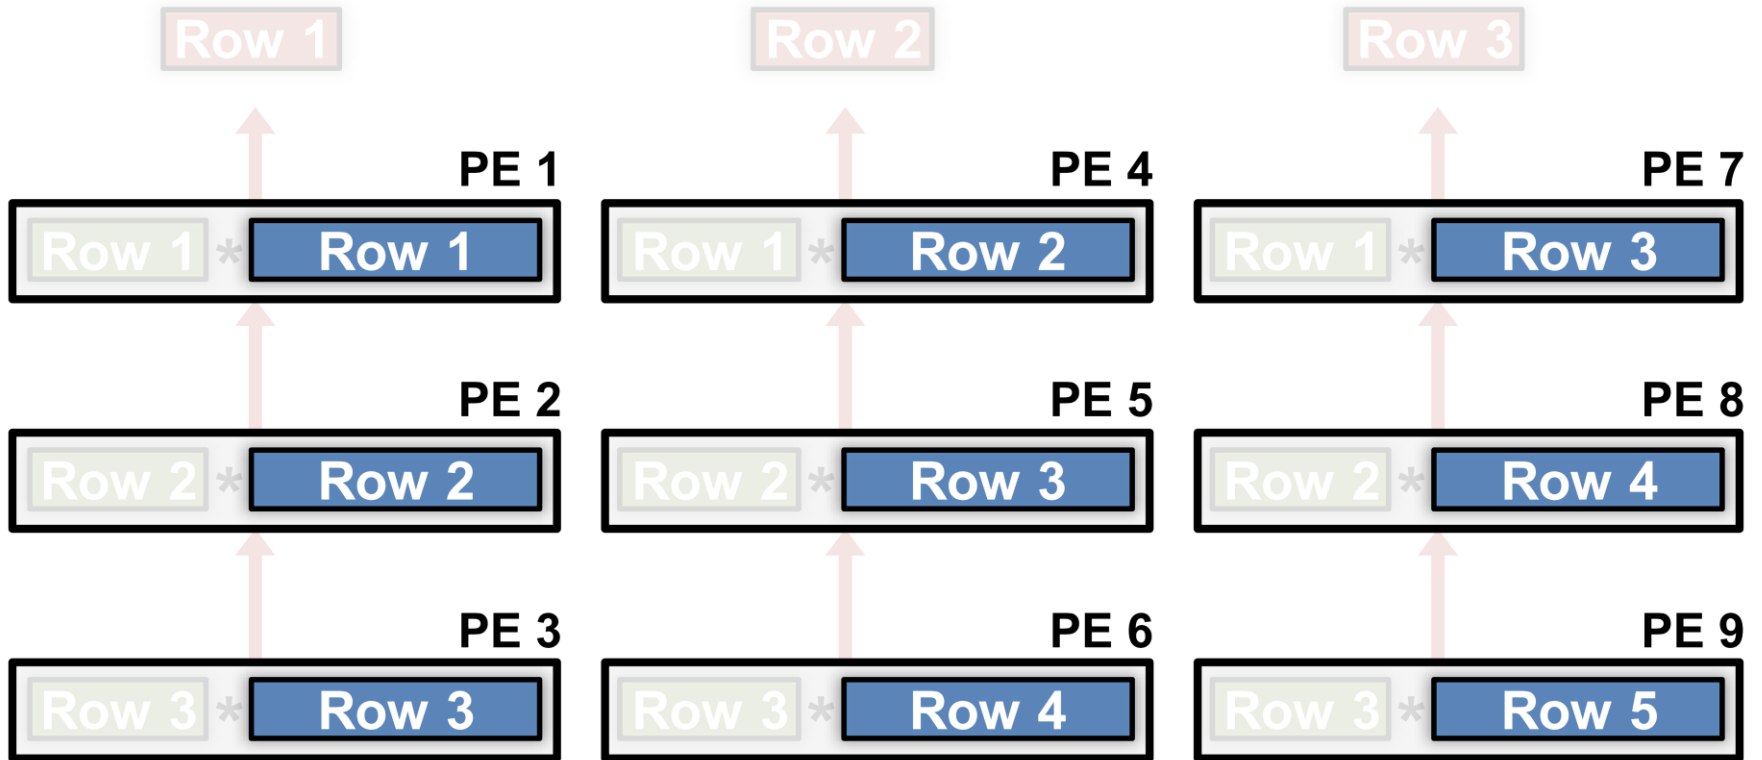 Row 1 Row 2 Row 3
PE 1 PE 4 PE 7
Row 1 * Row 1 Row 1 * Row 2 Row 1 * Row 3
PE 2 PE 5 PE 8
Row 2 * Row 2 Row 2 * Row 3 Row 2 * Row 4
PE 3 PE 6 PE 9
Row 3 * Row 3 Row 3 * Row 4 Row 3 * Row 5